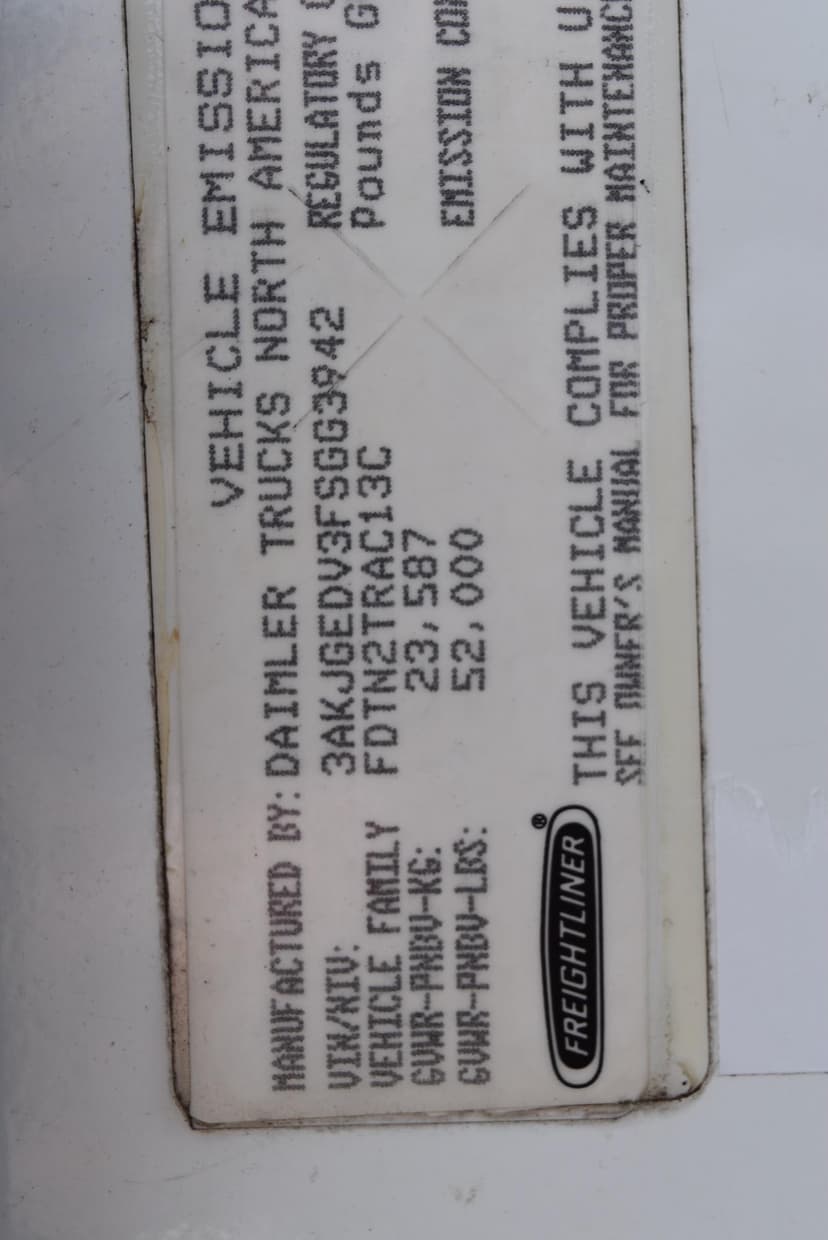 VEHICLE EMISSIO
MANUFACTURED BY: DAIMLER TRUCKS NORTH AMERICA
VIN/NIV: 3AKJGEDV3FSGG3942 REGULATORY
VEHICLE FAMILY FDTN2TRAC13C Pounds G
GVWR-PNBV-KG: 23,587
GVWR-PNBV-LBS: 52,000 EMISSION CON
FREIGHTLINER®
THIS VEHICLE COMPLIES WITH U
SEE OWNER'S MANUAL FOR PROPER MAINTENANC